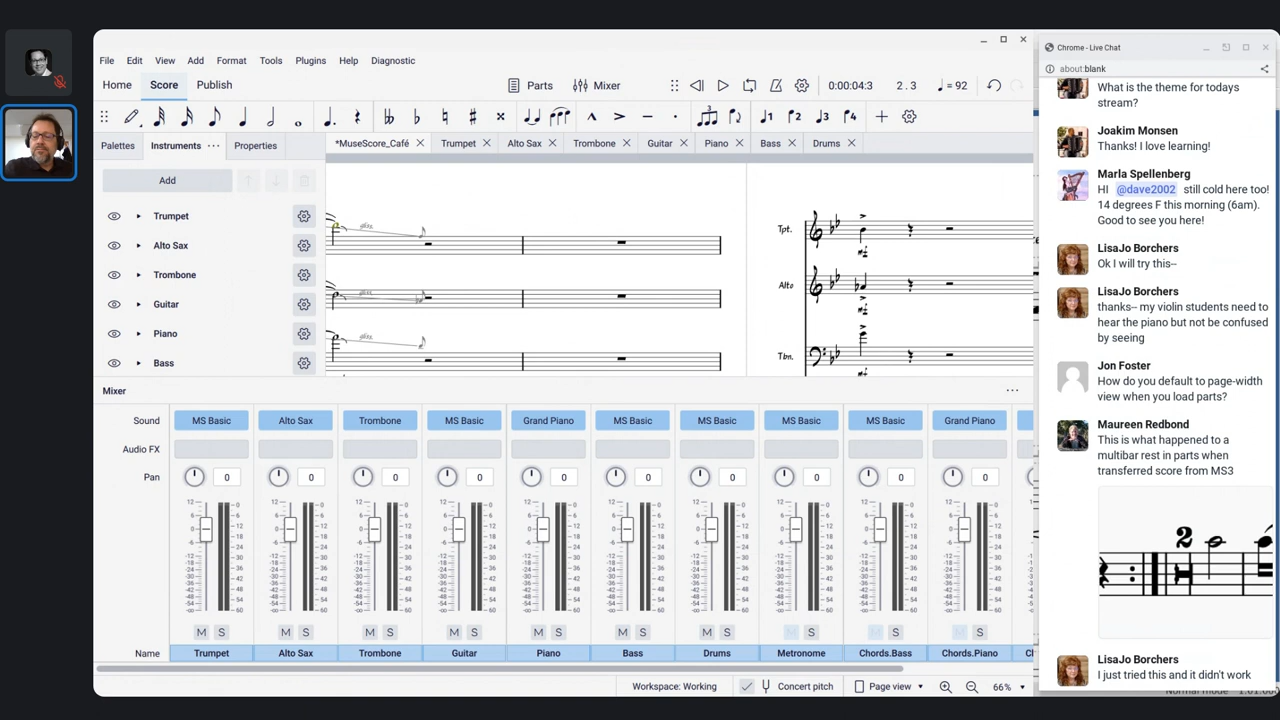 File Edit View Add Format Tools Plugins Help Diagnostic
Home Score Publish Parts Mixer 0:00:04:3 2 . 3 = 92
Palettes Instruments Properties
*MuseScore_Café Trumpet Alto Sax Trombone Guitar Piano Bass Drums
Add
Trumpet
Alto Sax
Trombone
Guitar
Piano
Bass
Tpt.
Alto
Tbn.
Mixer
Sound MS Basic Alto Sax Trombone MS Basic Grand Piano MS Basic MS Basic MS Basic MS Basic Grand Piano
Audio FX
Pan 0 0 0 0 0 0 0 0 0 0
M S M S M S M S M S M S M S M S M S M S
Name Trumpet Alto Sax Trombone Guitar Piano Bass Drums Metronome Chords.Bass Chords.Piano
Workspace: Working Concert pitch Page view 66%
Chrome - Live Chat
about:blank
What is the theme for todays
stream?
Joakim Monsen
Thanks! I love learning!
Marla Spellenberg
HI @dave2002 still cold here too!
14 degrees F this morning (6am).
Good to see you here!
LisaJo Borchers
Ok I will try this--
LisaJo Borchers
thanks-- my violin students need to
hear the piano but not be confused
by seeing
Jon Foster
How do you default to page-width
view when you load parts?
Maureen Redbond
This is what happened to a
multibar rest in parts when
transferred score from MS3
2
LisaJo Borchers
I just tried this and it didn't work